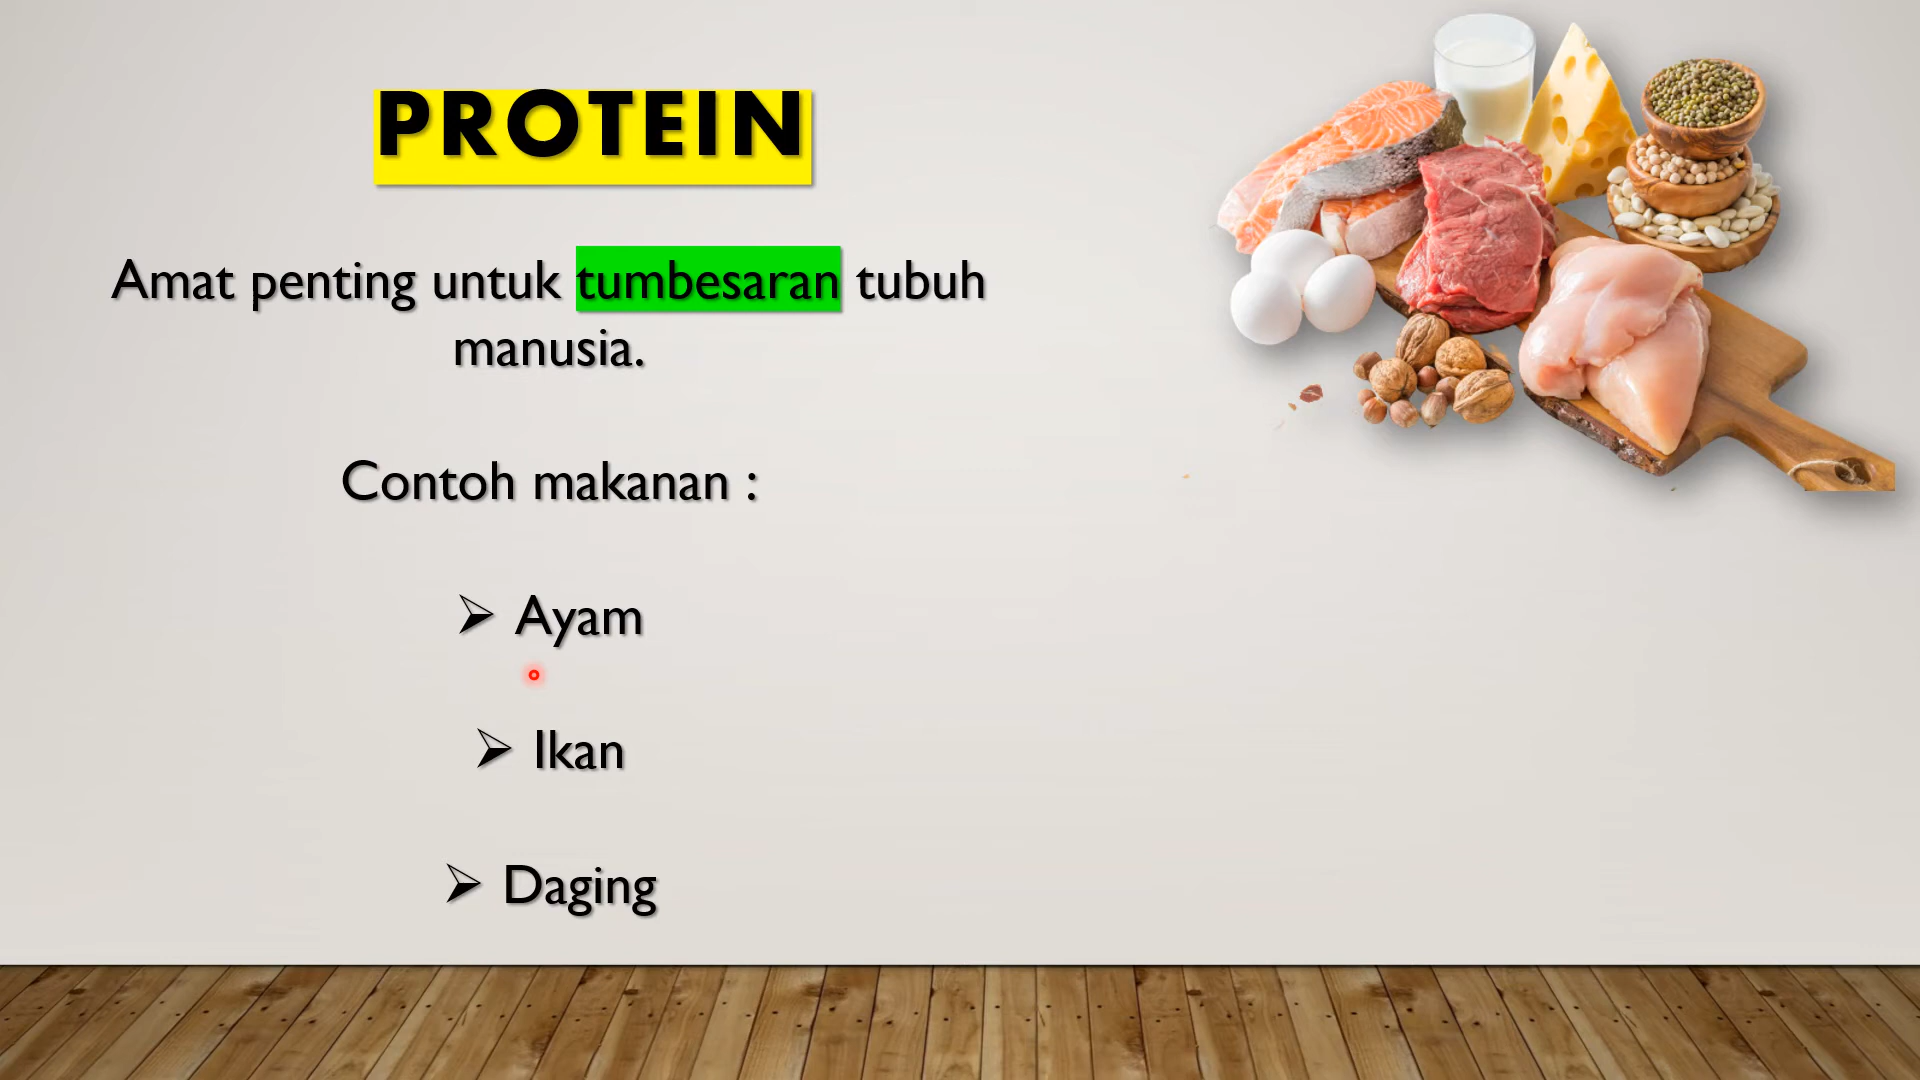 PROTEIN
Amat penting untuk tumbesaran tubuh
manusia.
Contoh makanan :
➢ Ayam
➢ Ikan
➢ Daging